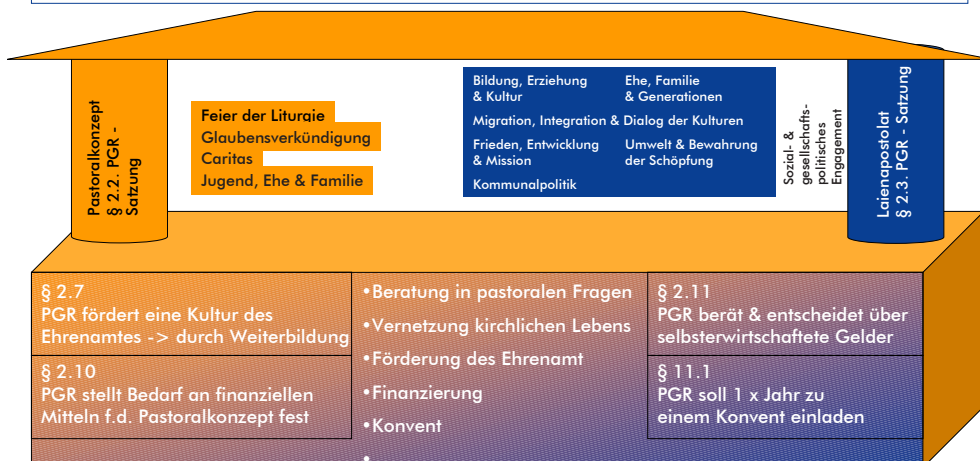 Pastoralkonzept
§ 2.2. PGR -
Satzung
Feier der Liturgie
Glaubensverkündigung
Caritas
Jugend, Ehe & Familie
Bildung, Erziehung
& Kultur
Ehe, Familie
& Generationen
Migration, Integration & Dialog der Kulturen
Frieden, Entwicklung
& Mission
Umwelt & Bewahrung
der Schöpfung
Kommunalpolitik
Sozial- &
gesellschafts-
politisches
Engagement
Laienapostolat
§ 2.3. PGR - Satzung
§ 2.7
PGR fördert eine Kultur des
Ehrenamtes -> durch Weiterbildung
§ 2.10
PGR stellt Bedarf an finanziellen
Mitteln f.d. Pastoralkonzept fest
•Beratung in pastoralen Fragen
•Vernetzung kirchlichen Lebens
•Förderung des Ehrenamt
•Finanzierung
•Konvent
•
§ 2.11
PGR berät & entscheidet über
selbsterwirtschaftete Gelder
§ 11.1
PGR soll 1 x Jahr zu
einem Konvent einladen